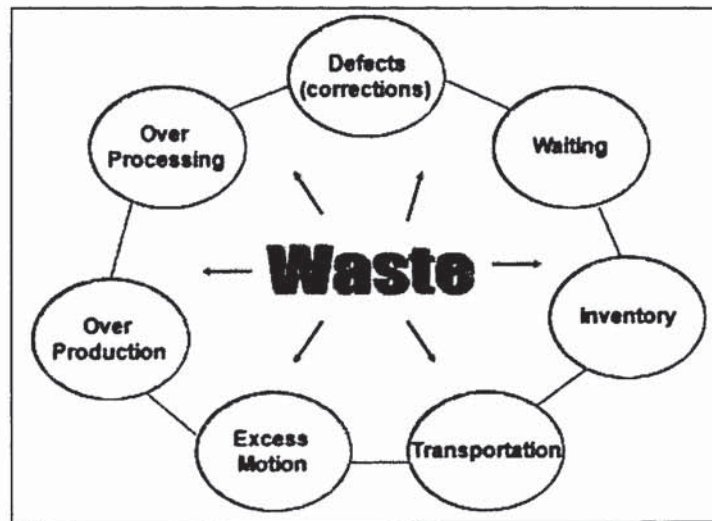 Defects
(corrections)
Over
Processing
Waiting
Waste
Over
Production
Inventory
Excess
Motion
Transportation